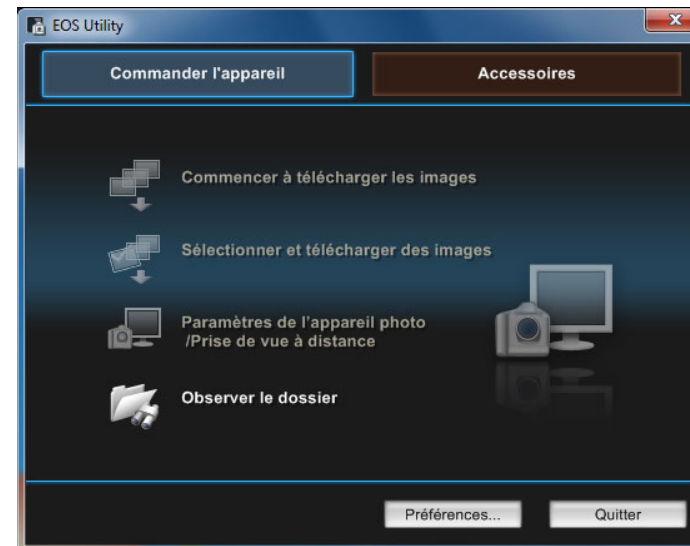 EOS Utility
Commander l'appareil
Accessoires
Commencer à télécharger les images
Sélectionner et télécharger des images
Paramètres de l'appareil photo
/Prise de vue à distance
Observer le dossier
Préférences...
Quitter